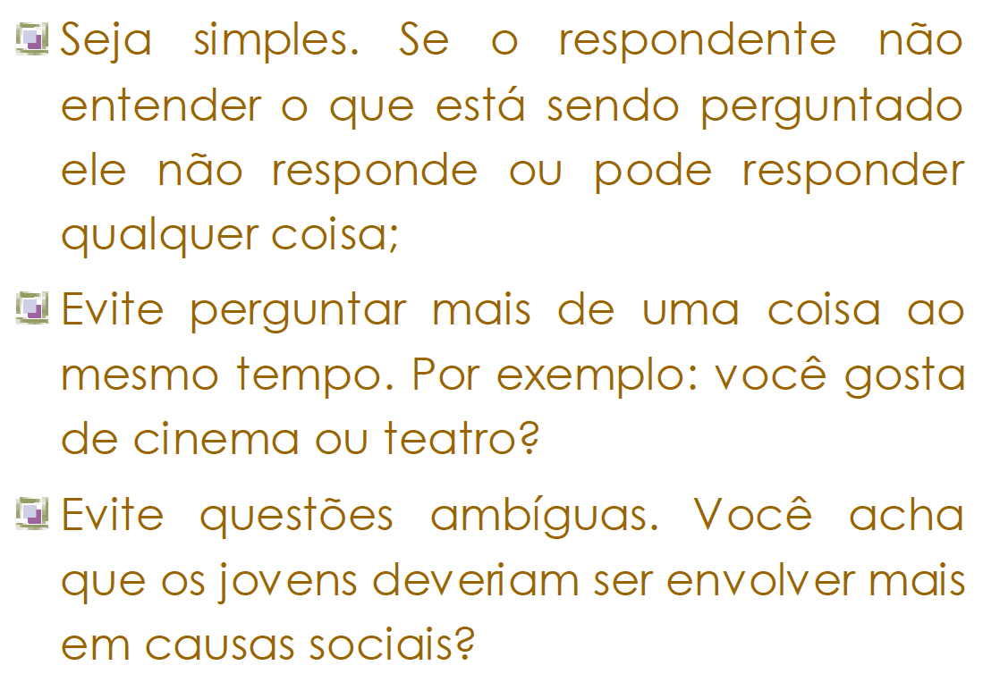 Seja simples. Se o respondente não
entender o que está sendo perguntado
ele não responde ou pode responder
qualquer coisa;
Evite perguntar mais de uma coisa ao
mesmo tempo. Por exemplo: você gosta
de cinema ou teatro?
Evite questões ambíguas. Você acha
que os jovens deveriam ser envolver mais
em causas sociais?